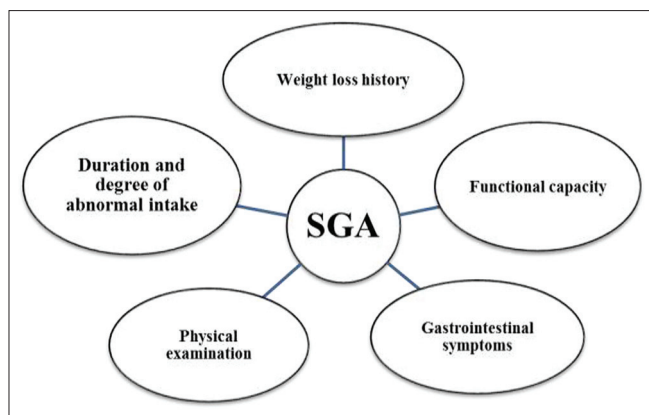 Weight loss history
Duration and
degree of
abnormal intake
Functional capacity
SGA
Physical
examination
Gastrointestinal
symptoms